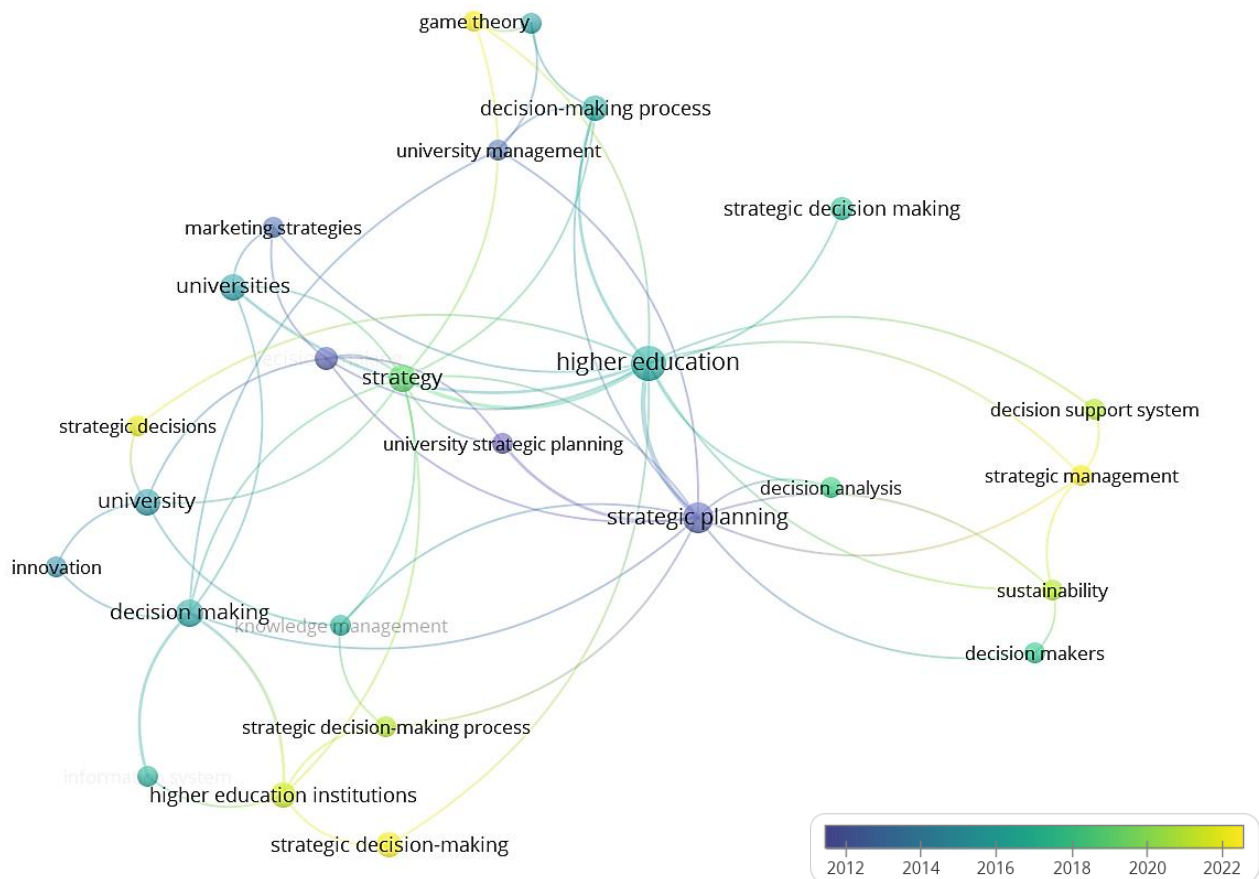 game theory
decision-making process
university management
strategic decision making
marketing strategies
universities
higher education
strategy
decision support system
strategic decisions
university strategic planning
strategic management
decision analysis
university
strategic planning
innovation
sustainability
decision making
knowledge management
decision makers
strategic decision-making process
information system
higher education institutions
strategic decision-making
2012 2014 2016 2018 2020 2022